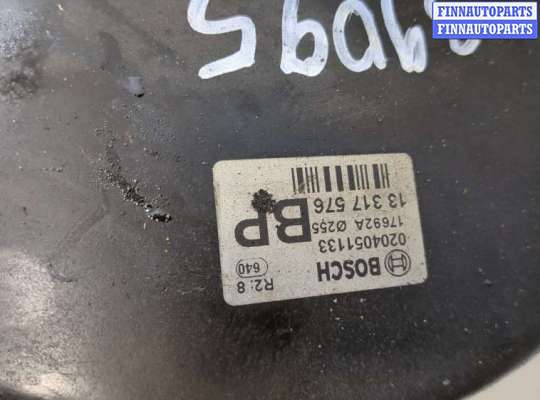 FINNAUTOPARTS
FINNAUTOPARTS
BOSCH
R2: 8
640
0204051133
17692A Ø255
BP
13 317 576